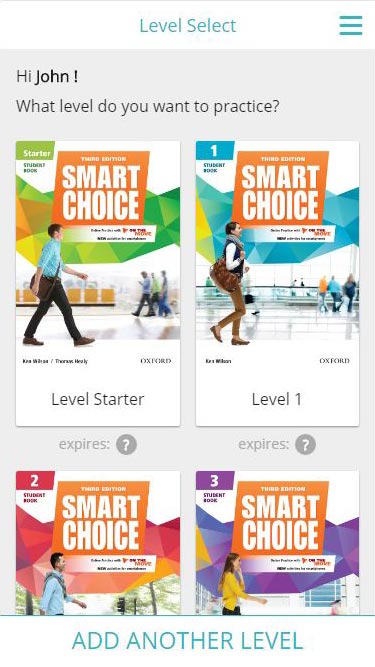 Level Select
Hi John !
What level do you want to practice?
Starter
STUDENT
BOOK
THIRD EDITION
SMART
CHOICE
Online Practice with ON THE
MOVE
NEW activities for smartphones
Ken Wilson / Thomas Healy
OXFORD
Level Starter
expires: ?
1
STUDENT
BOOK
THIRD EDITION
SMART
CHOICE
Online Practice with ON THE
MOVE
NEW activities for smartphones
Ken Wilson
OXFORD
Level 1
expires: ?
2
STUDENT
BOOK
THIRD EDITION
SMART
CHOICE
Online Practice with ON THE
MOVE
NEW activities for smartphones
3
STUDENT
BOOK
THIRD EDITION
SMART
CHOICE
Online Practice with ON THE
MOVE
NEW activities for smartphones
ADD ANOTHER LEVEL